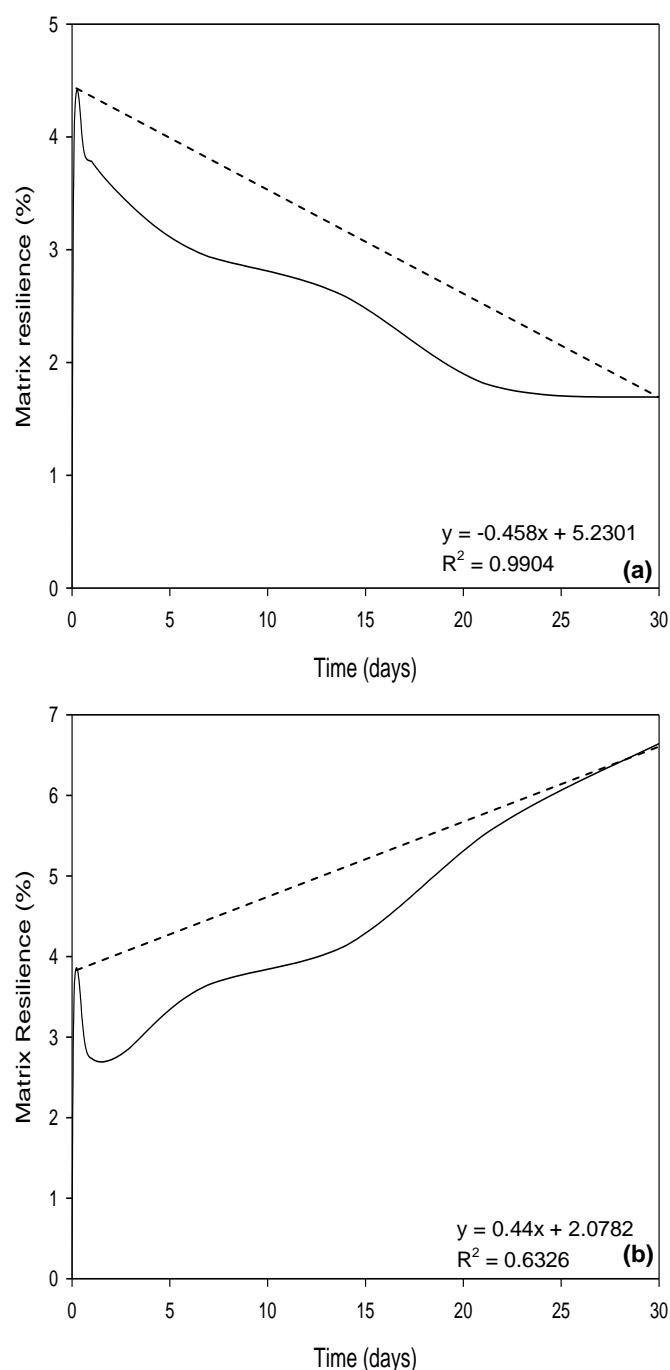 5
4
3
2
1
0
Matrix resilience (%)
y = -0.458x + 5.2301
R² = 0.9904
(a)
0 5 10 15 20 25 30
Time (days)
7
6
5
4
3
2
1
0
Matrix Resilience (%)
y = 0.44x + 2.0782
R² = 0.6326
(b)
0 5 10 15 20 25 30
Time (days)